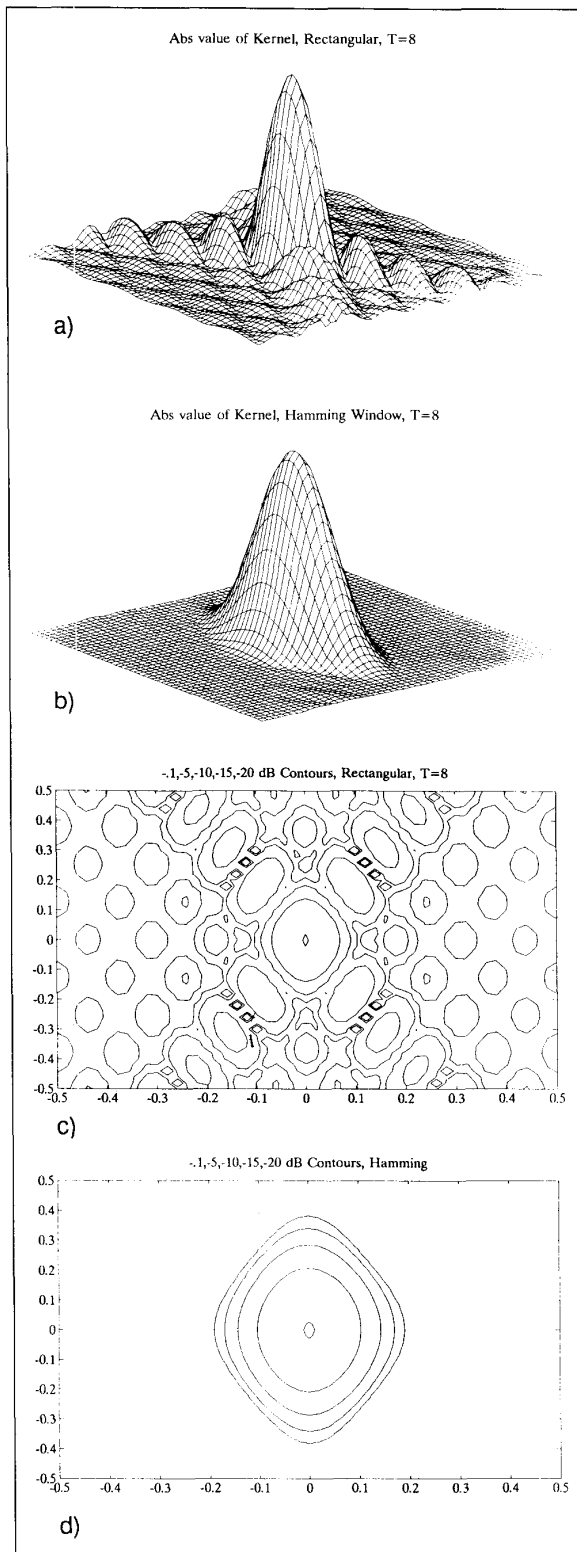 Abs value of Kernel, Rectangular, T=8
a)
Abs value of Kernel, Hamming Window, T=8
b)
-.1,-5,-10,-15,-20 dB Contours, Rectangular, T=8
0.5
0.4
0.3
0.2
0.1
0
-0.1
-0.2
-0.3
-0.4
-0.5
-0.5 -0.4 -0.3 -0.2 -0.1 0 0.1 0.2 0.3 0.4 0.5
c)
-.1,-5,-10,-15,-20 dB Contours, Hamming
0.5
0.4
0.3
0.2
0.1
0
-0.1
-0.2
-0.3
-0.4
-0.5
-0.5 -0.4 -0.3 -0.2 -0.1 0 0.1 0.2 0.3 0.4 0.5
d)